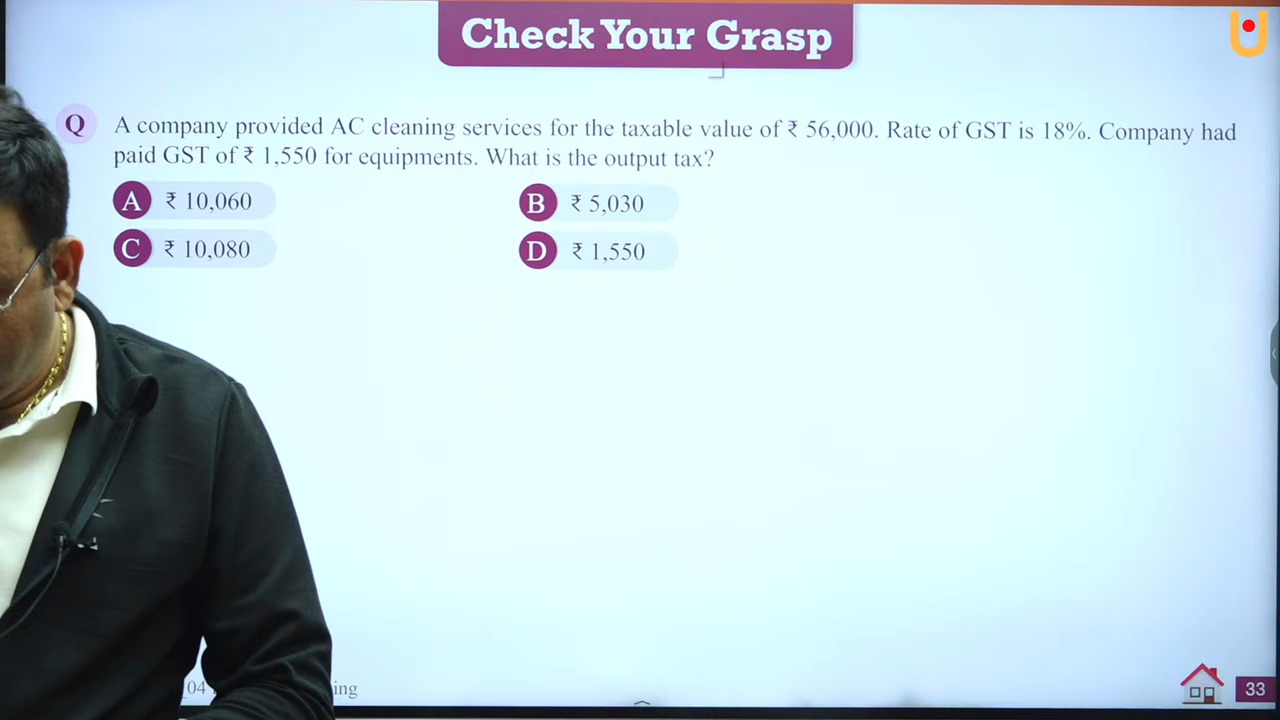 Check Your Grasp
Q A company provided AC cleaning services for the taxable value of ₹ 56,000. Rate of GST is 18%. Company had
paid GST of ₹ 1,550 for equipments. What is the output tax?
A ₹ 10,060
B ₹ 5,030
C ₹ 10,080
D ₹ 1,550
33